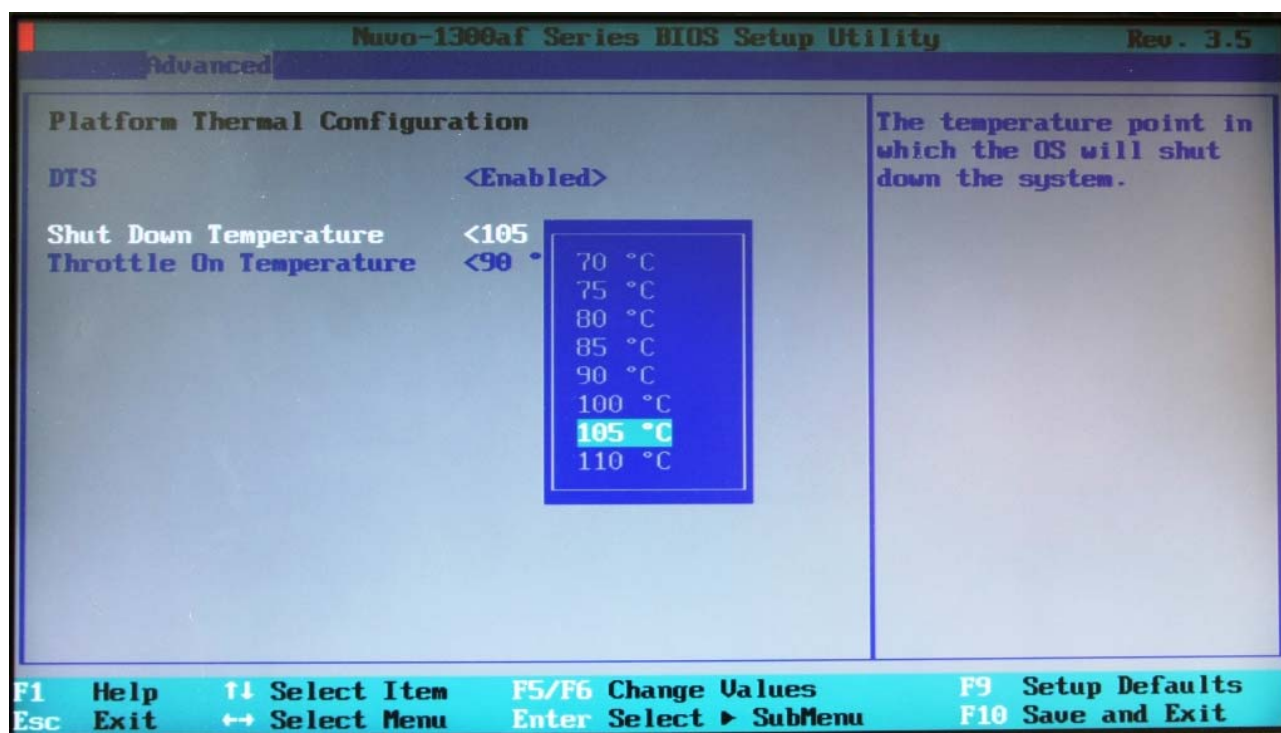 Nuvo-1300af Series BIOS Setup Utility Rev. 3.5
Advanced
Platform Thermal Configuration
DTS <Enabled>
Shut Down Temperature <105
Throttle On Temperature <90 °
70 °C
75 °C
80 °C
85 °C
90 °C
100 °C
105 °C
110 °C
The temperature point in
which the OS will shut
down the system.
F1 Help ↑↓ Select Item F5/F6 Change Values F9 Setup Defaults
Esc Exit ↔ Select Menu Enter Select ▶ SubMenu F10 Save and Exit